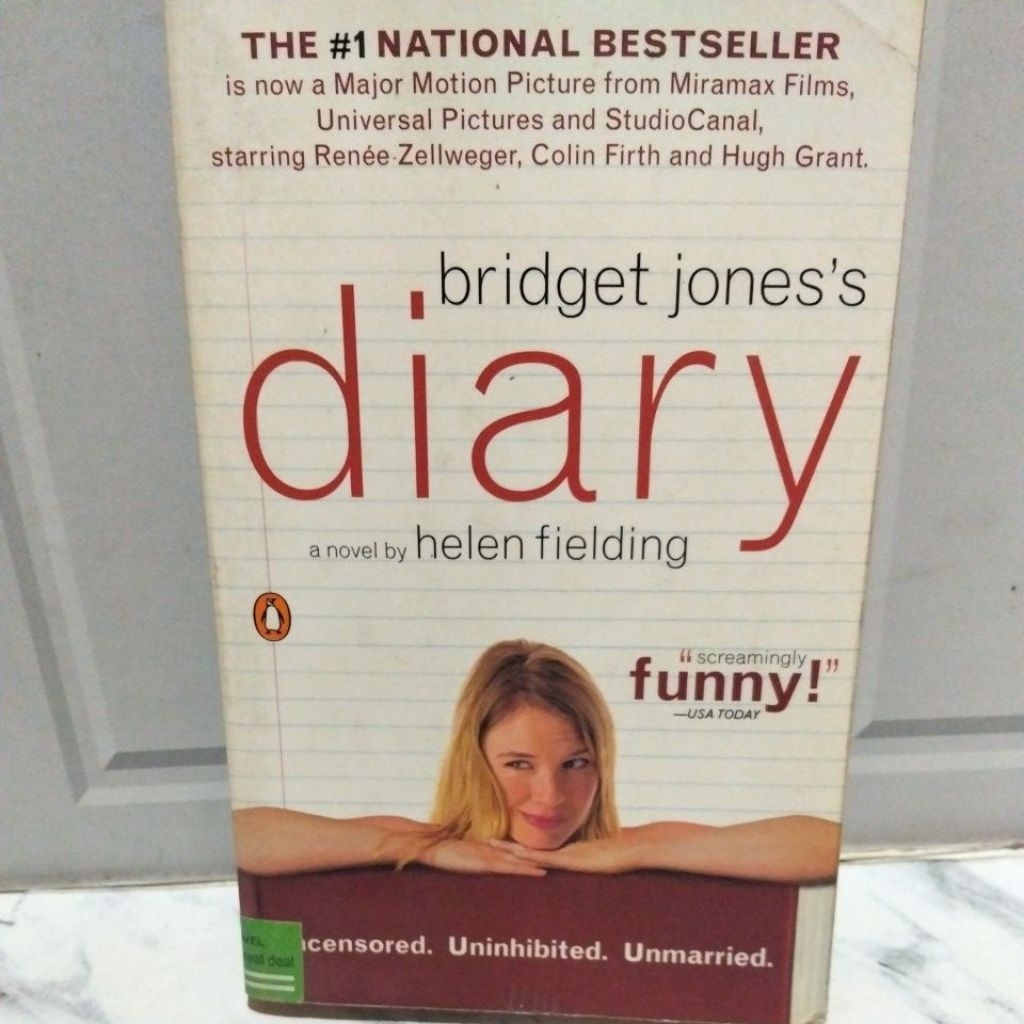 THE #1 NATIONAL BESTSELLER
is now a Major Motion Picture from Miramax Films,
Universal Pictures and StudioCanal,
starring Renée Zellweger, Colin Firth and Hugh Grant.
bridget jones's
diary
a novel by helen fielding
“screamingly
funny!”
—USA TODAY
censored. Uninhibited. Unmarried.
deal